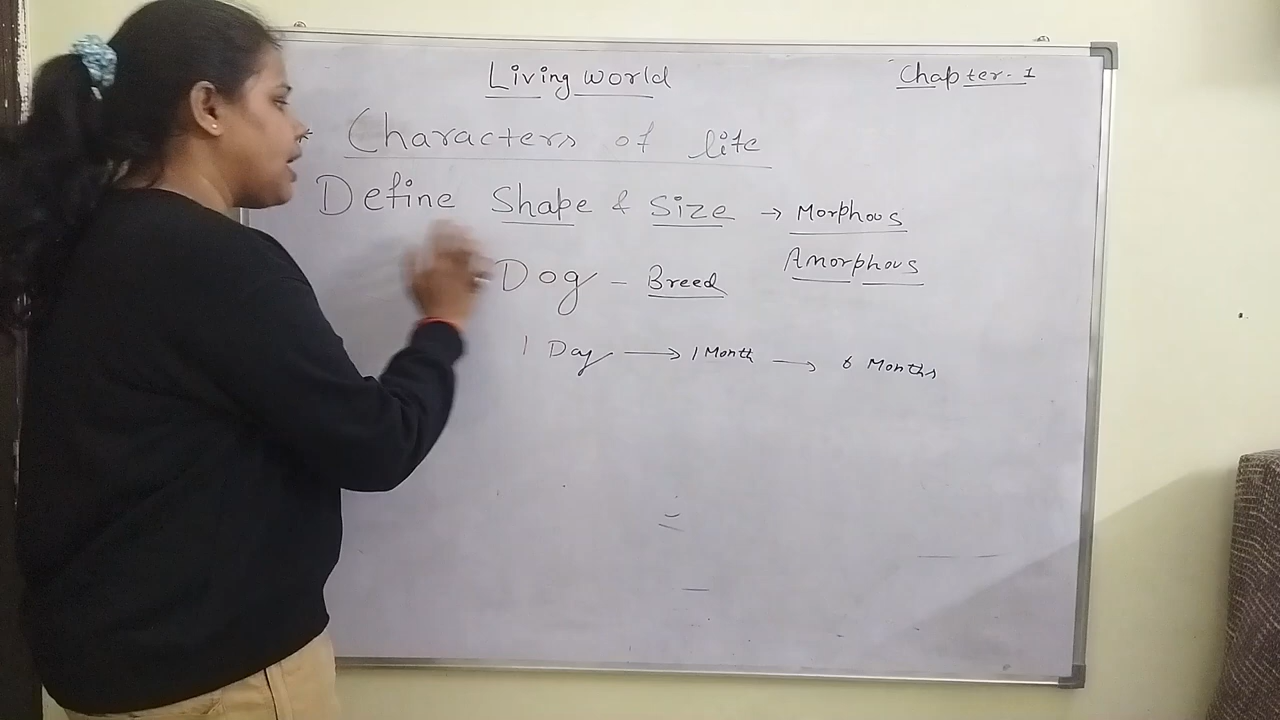 Living world
Chapter-1
* Characters of life
Define Shape & Size → Morphous
Amorphous
Dog - Breed
1 Day → 1 Month → 6 Months